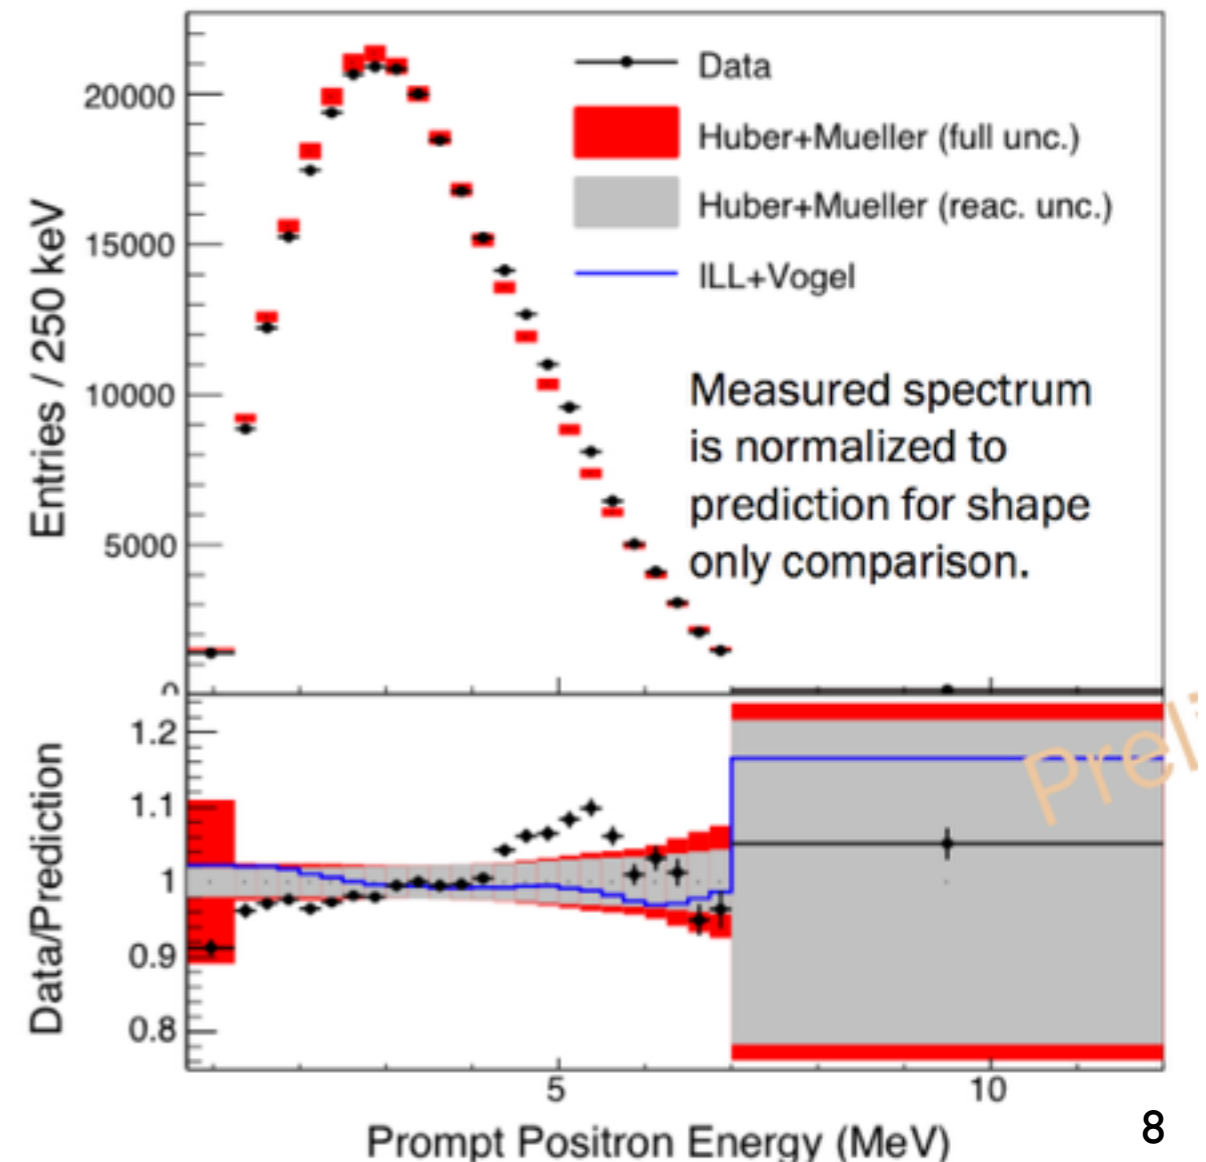 Entries / 250 keV
20000
15000
10000
5000
0
Data
Huber+Mueller (full unc.)
Huber+Mueller (reac. unc.)
ILL+Vogel
Measured spectrum
is normalized to
prediction for shape
only comparison.
Data/Prediction
1.2
1.1
1
0.9
0.8
Preli
5
10
Prompt Positron Energy (MeV)
8